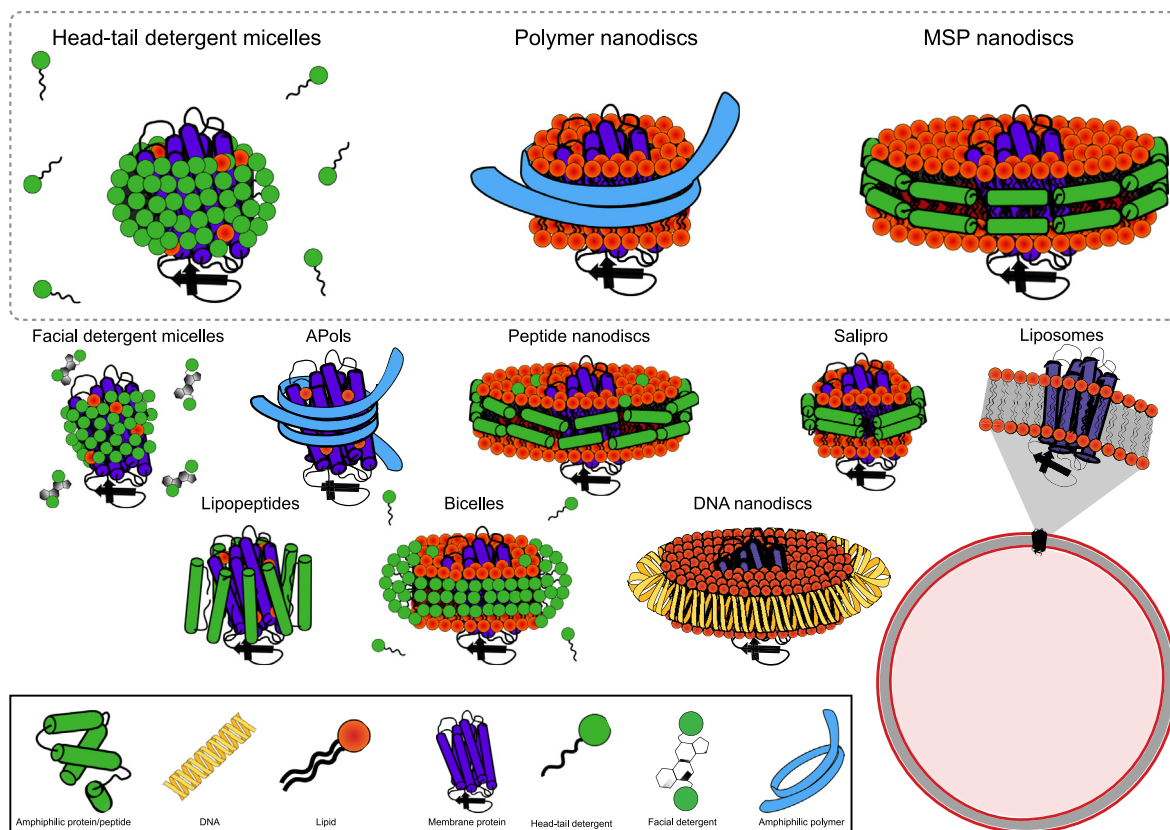 Head-tail detergent micelles
Polymer nanodiscs
MSP nanodiscs
Facial detergent micelles
APols
Peptide nanodiscs
Salipro
Liposomes
Lipopeptides
Bicelles
DNA nanodiscs
Amphiphilic protein/peptide
DNA
Lipid
Membrane protein
Head-tail detergent
Facial detergent
Amphiphilic polymer